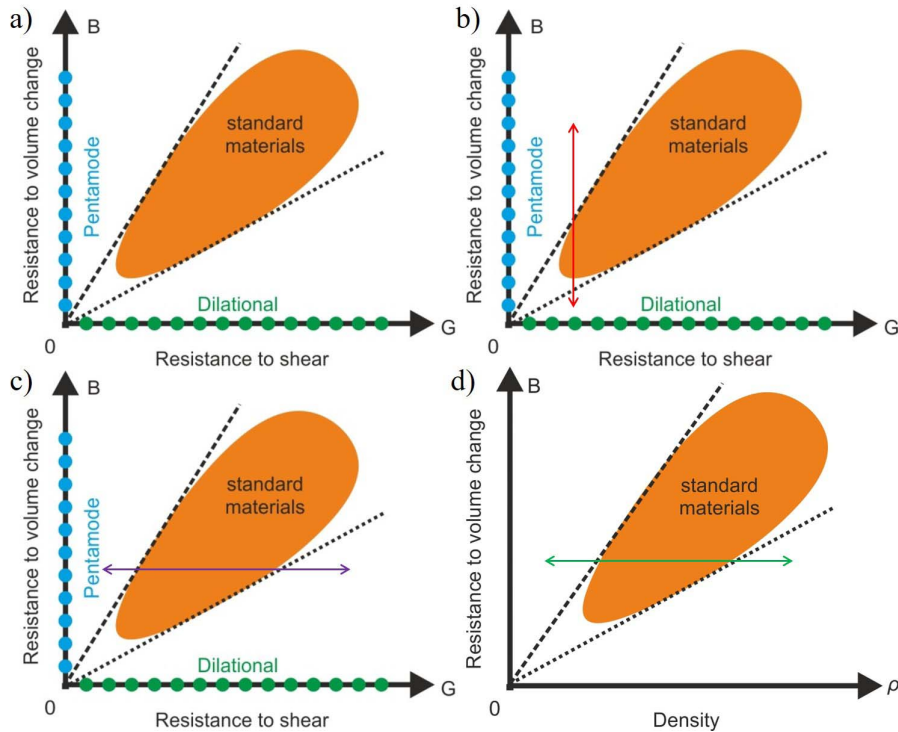 a)
B
Resistance to volume change
Pentamode
standard
materials
Dilational
0
G
Resistance to shear
b)
B
Resistance to volume change
Pentamode
standard
materials
Dilational
0
G
Resistance to shear
c)
B
Resistance to volume change
Pentamode
standard
materials
Dilational
0
G
Resistance to shear
d)
B
Resistance to volume change
standard
materials
0
ρ
Density